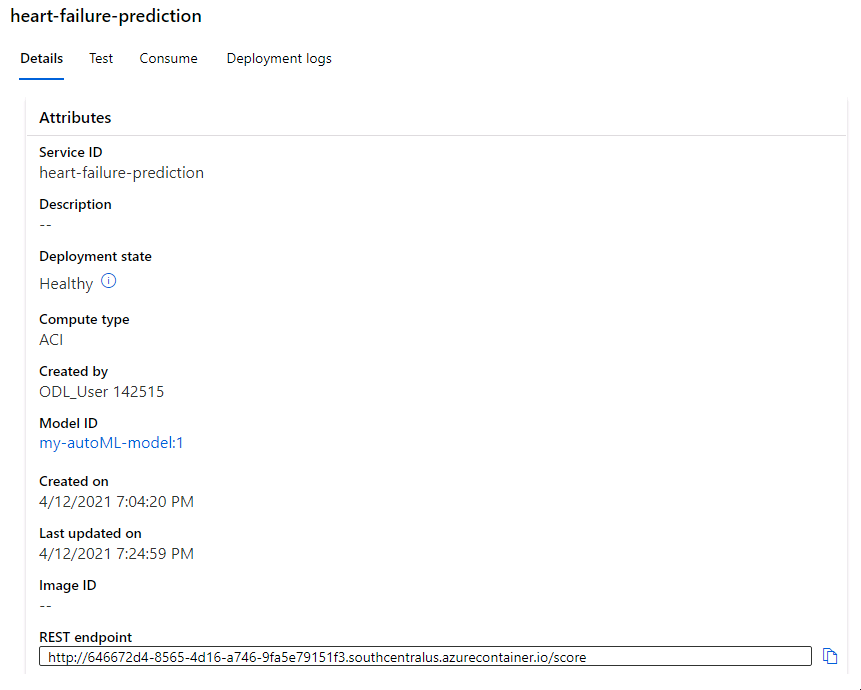 heart-failure-prediction
Details Test Consume Deployment logs
Attributes
Service ID
heart-failure-prediction
Description
--
Deployment state
Healthy
Compute type
ACI
Created by
ODL_User 142515
Model ID
my-autoML-model:1
Created on
4/12/2021 7:04:20 PM
Last updated on
4/12/2021 7:24:59 PM
Image ID
--
REST endpoint
http://646672d4-8565-4d16-a746-9fa5e79151f3.southcentralus.azurecontainer.io/score